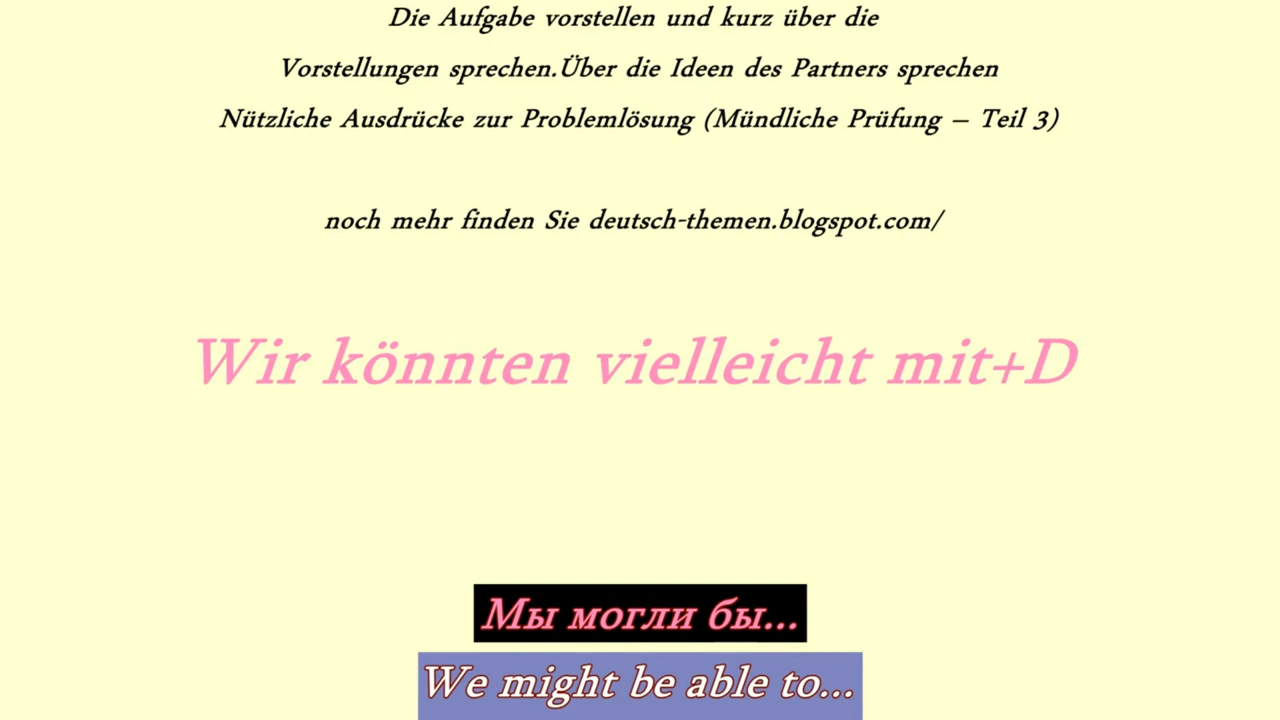 Die Aufgabe vorstellen und kurz über die
Vorstellungen sprechen.Über die Ideen des Partners sprechen
Nützliche Ausdrücke zur Problemlösung (Mündliche Prüfung – Teil 3)
noch mehr finden Sie deutsch-themen.blogspot.com/
Wir könnten vielleicht mit+D
Мы могли бы...
We might be able to...